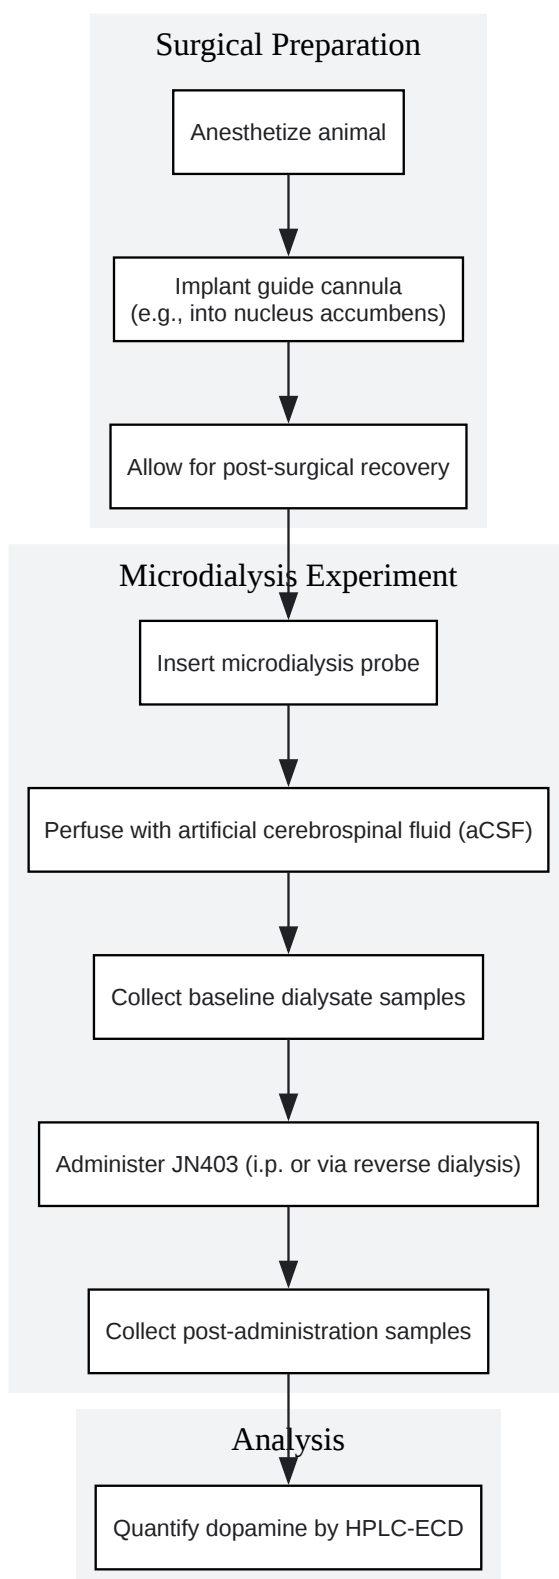 Surgical Preparation
Anesthetize animal
Implant guide cannula
(e.g., into nucleus accumbens)
Allow for post-surgical recovery
Microdialysis Experiment
Insert microdialysis probe
Perfuse with artificial cerebrospinal fluid (aCSF)
Collect baseline dialysate samples
Administer JN403 (i.p. or via reverse dialysis)
Collect post-administration samples
Analysis
Quantify dopamine by HPLC-ECD